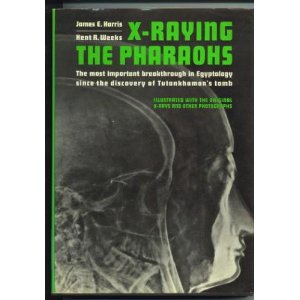 James E. Harris
Kent R. Weeks
X-RAYING
THE PHARAOHS
The most important breakthrough in Egyptology
since the discovery of Tutankhamon's tomb
ILLUSTRATED WITH THE ORIGINAL
X-RAYS AND OTHER PHOTOGRAPHS